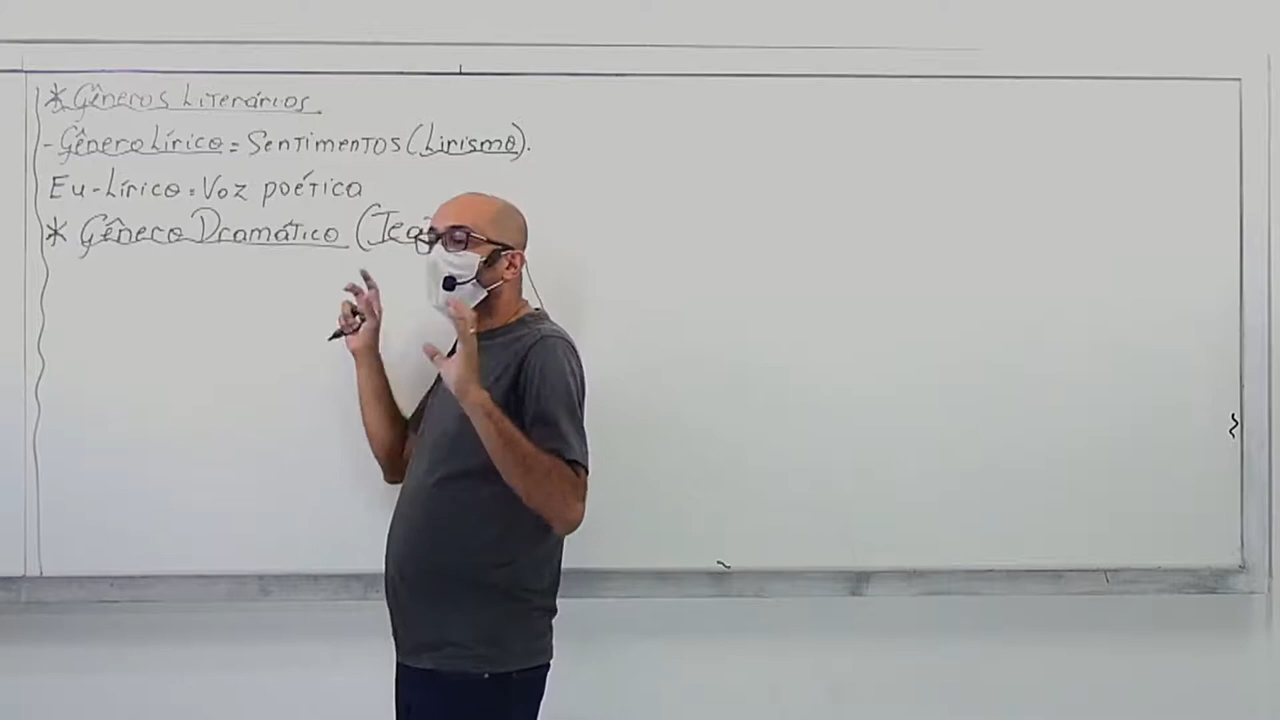 * Gêneros Literários
- Gênero Lírico = Sentimentos (Lirismo).
Eu-Lírico = Voz poética
* Gênero Dramático